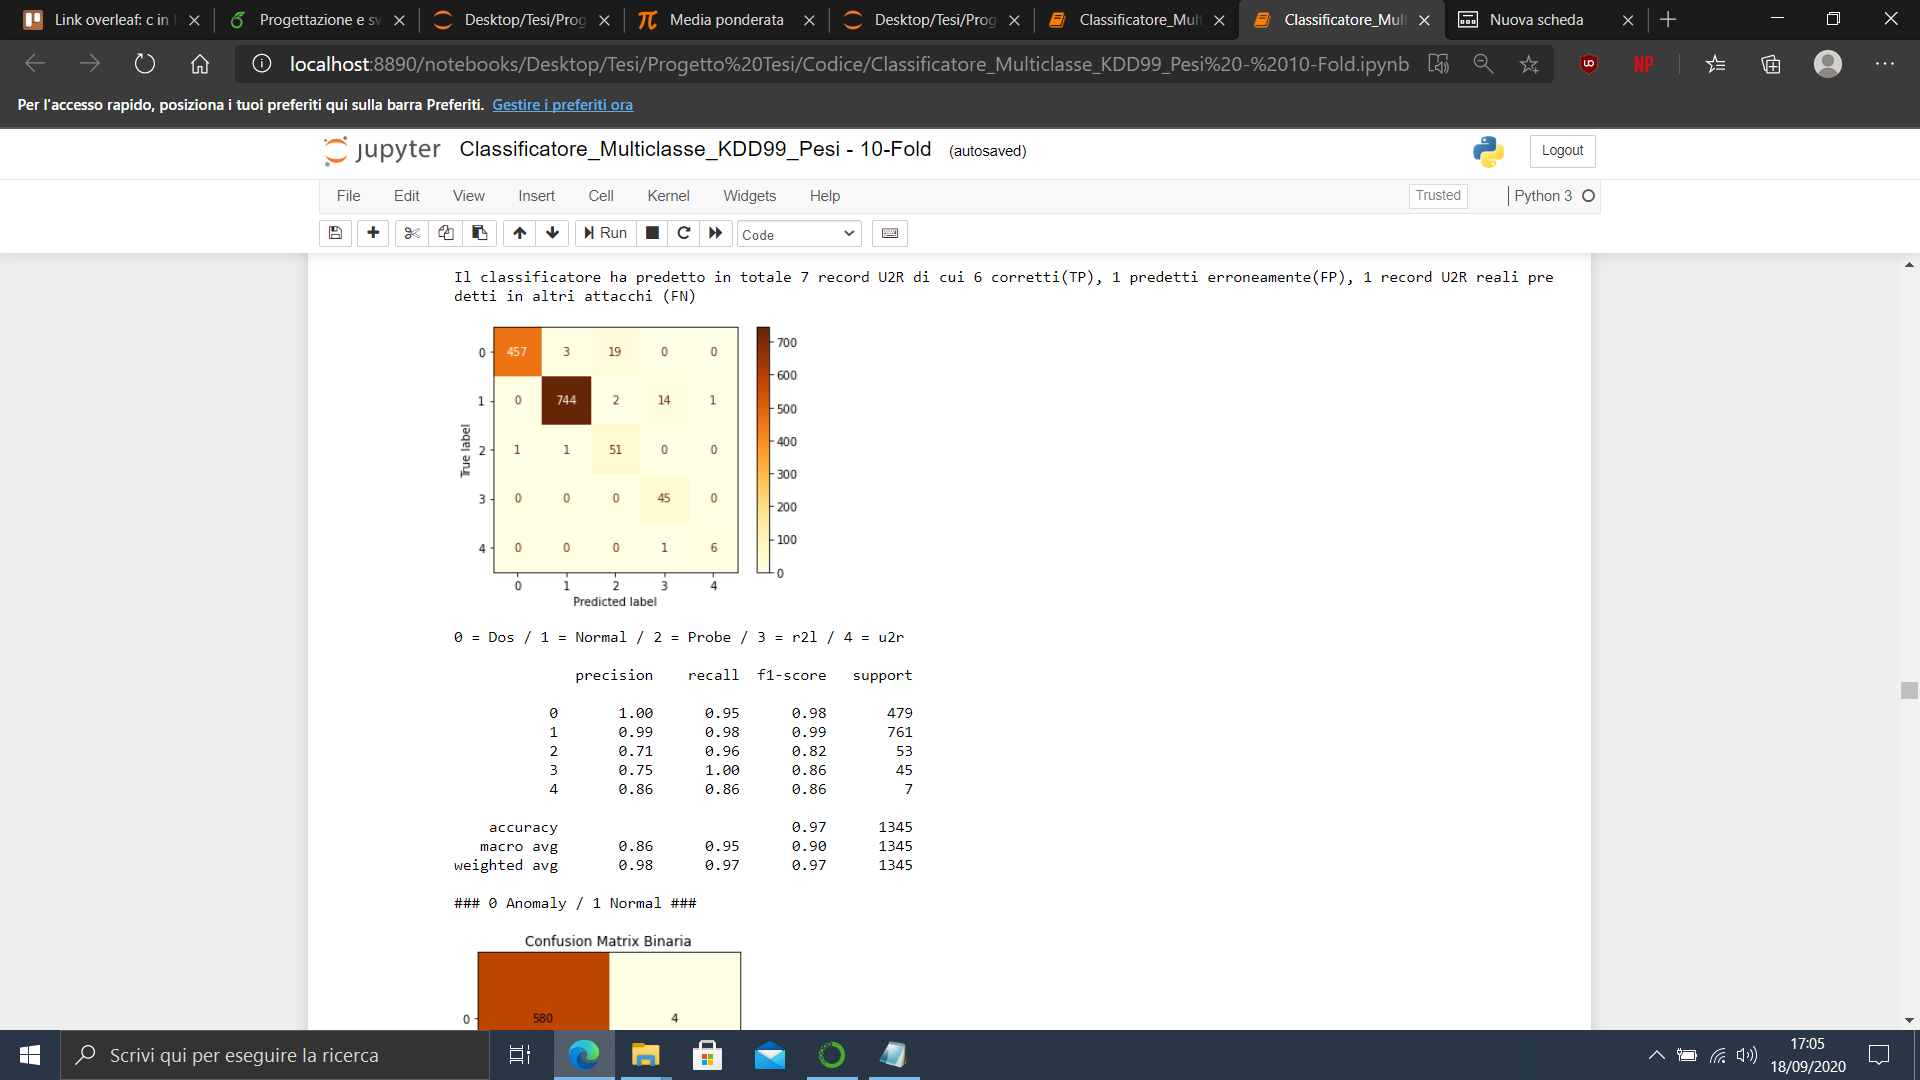 Link overleaf: c in
Progettazione e sv
Desktop/Tesi/Prog
Media ponderata
Desktop/Tesi/Prog
Classificatore_Mult
Classificatore_Mult
Nuova scheda
localhost:8890/notebooks/Desktop/Tesi/Progetto%20Tesi/Codice/Classificatore_Multiclasse_KDD99_Pesi%20-%2010-Fold.ipynb
NP
Per l'accesso rapido, posiziona i tuoi preferiti qui sulla barra Preferiti. Gestire i preferiti ora
jupyter Classificatore_Multiclasse_KDD99_Pesi - 10-Fold (autosaved)
Logout
File Edit View Insert Cell Kernel Widgets Help
Trusted
Python 3
Run
Code
Il classificatore ha predetto in totale 7 record U2R di cui 6 corretti(TP), 1 predetti erroneamente(FP), 1 record U2R reali pre
detti in altri attacchi (FN)
0 457 3 19 0 0
1 0 744 2 14 1
2 1 1 51 0 0
3 0 0 0 45 0
4 0 0 0 1 6
0 1 2 3 4
True label
Predicted label
700
600
500
400
300
200
100
0
0 = Dos / 1 = Normal / 2 = Probe / 3 = r2l / 4 = u2r
precision recall f1-score support
0 1.00 0.95 0.98 479
1 0.99 0.98 0.99 761
2 0.71 0.96 0.82 53
3 0.75 1.00 0.86 45
4 0.86 0.86 0.86 7
accuracy 0.97 1345
macro avg 0.86 0.95 0.90 1345
weighted avg 0.98 0.97 0.97 1345
### 0 Anomaly / 1 Normal ###
Confusion Matrix Binaria
0 580 4
Scrivi qui per eseguire la ricerca
17:05
18/09/2020